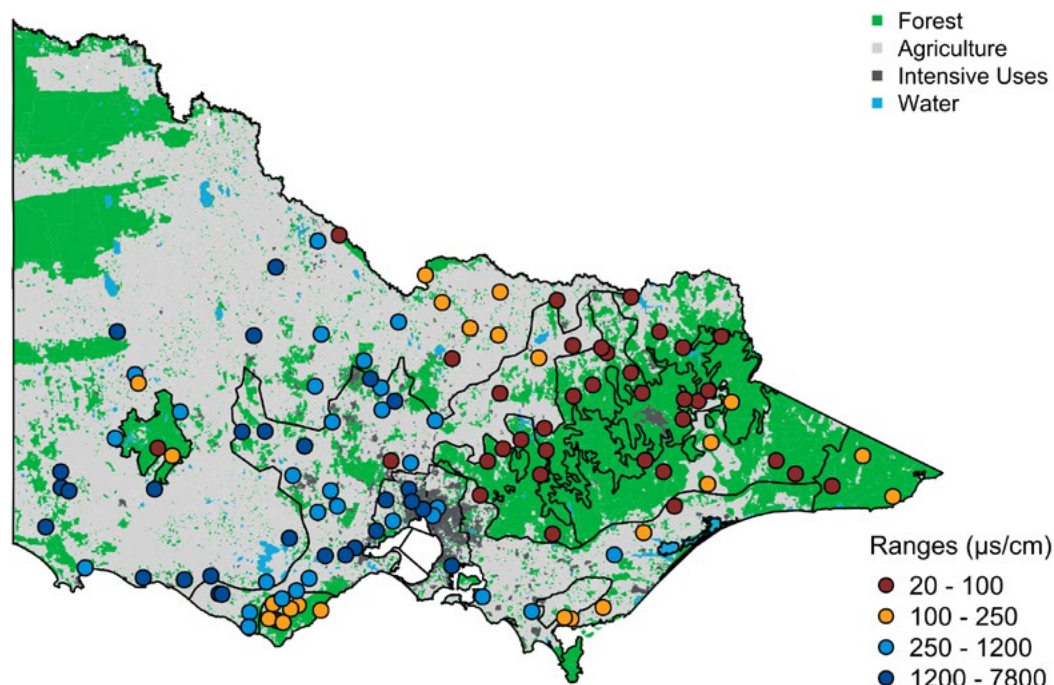 Forest
Agriculture
Intensive Uses
Water
Ranges (µs/cm)
20 - 100
100 - 250
250 - 1200
1200 - 7800